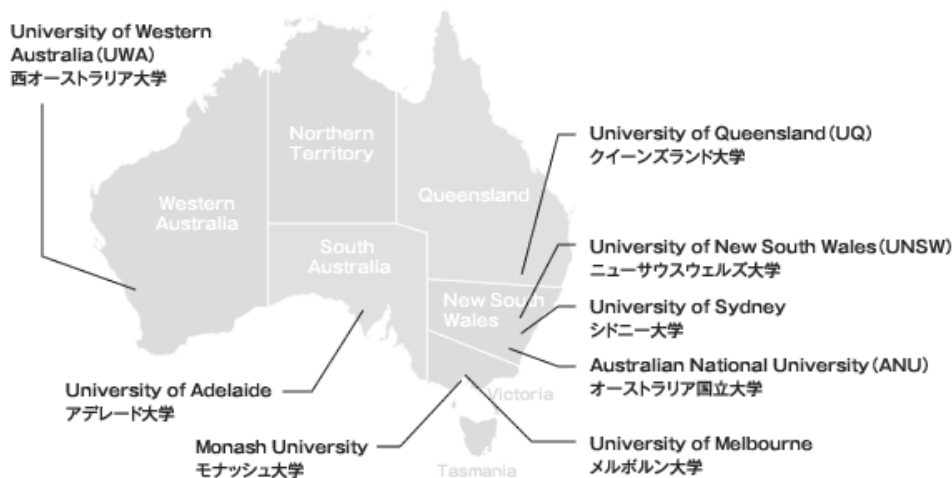 University of Western
Australia(UWA)
西オーストラリア大学
Northern
Territory
Western
Australia
Queensland
South
Australia
New South
Wales
Victoria
Tasmania
University of Queensland(UQ)
クイーンズランド大学
University of New South Wales(UNSW)
ニューサウスウェルズ大学
University of Sydney
シドニー大学
Australian National University(ANU)
オーストラリア国立大学
University of Adelaide
アデレード大学
Monash University
モナッシュ大学
University of Melbourne
メルボルン大学